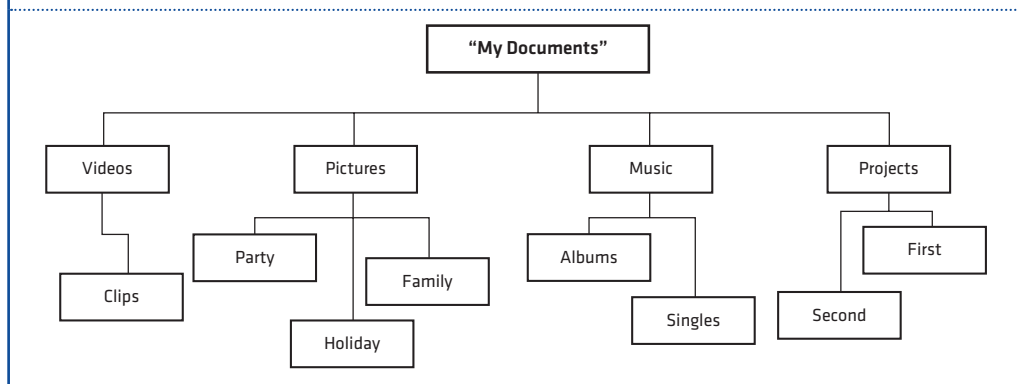 “My Documents”
Videos
Pictures
Music
Projects
Party
Albums
First
Family
Clips
Singles
Second
Holiday